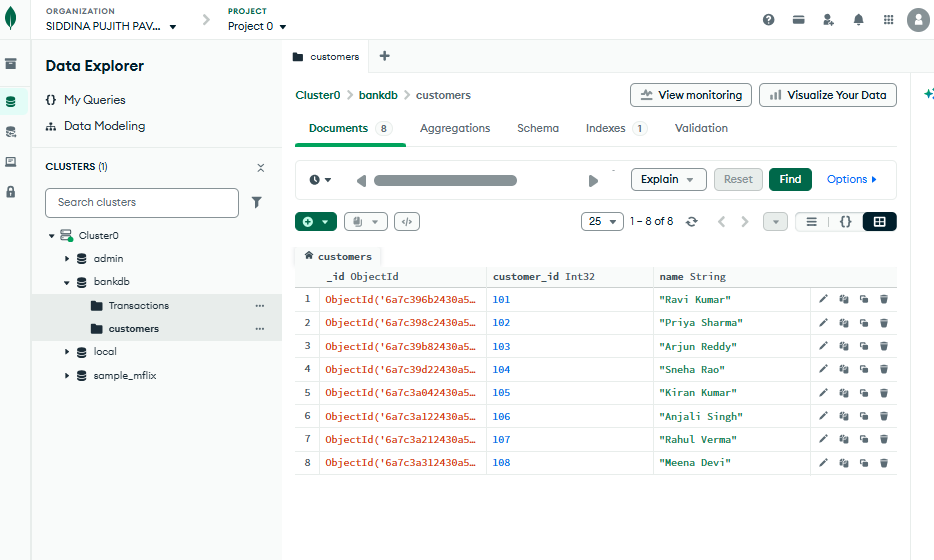 ORGANIZATION
SIDDINA PUJITH PAV...
PROJECT
Project 0
Data Explorer
My Queries
Data Modeling
CLUSTERS (1)
Search clusters
Cluster0
admin
bankdb
Transactions
customers
local
sample_mflix
customers
Cluster0 > bankdb > customers
View monitoring
Visualize Your Data
Documents 8 Aggregations Schema Indexes 1 Validation
Explain Reset Find Options
25 1 – 8 of 8
customers
_id ObjectId customer_id Int32 name String
1 ObjectId('6a7c396b2430a5… 101 "Ravi Kumar"
2 ObjectId('6a7c398c2430a5… 102 "Priya Sharma"
3 ObjectId('6a7c39b82430a5… 103 "Arjun Reddy"
4 ObjectId('6a7c39d22430a5… 104 "Sneha Rao"
5 ObjectId('6a7c3a042430a5… 105 "Kiran Kumar"
6 ObjectId('6a7c3a122430a5… 106 "Anjali Singh"
7 ObjectId('6a7c3a212430a5… 107 "Rahul Verma"
8 ObjectId('6a7c3a312430a5… 108 "Meena Devi"